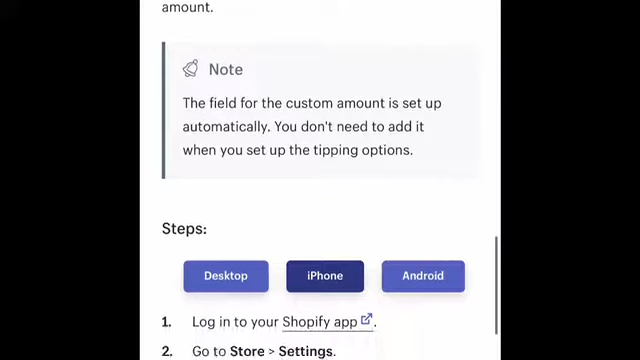 amount.
Note
The field for the custom amount is set up
automatically. You don't need to add it
when you set up the tipping options.
Steps:
Desktop iPhone Android
1. Log in to your Shopify app.
2. Go to Store > Settings.